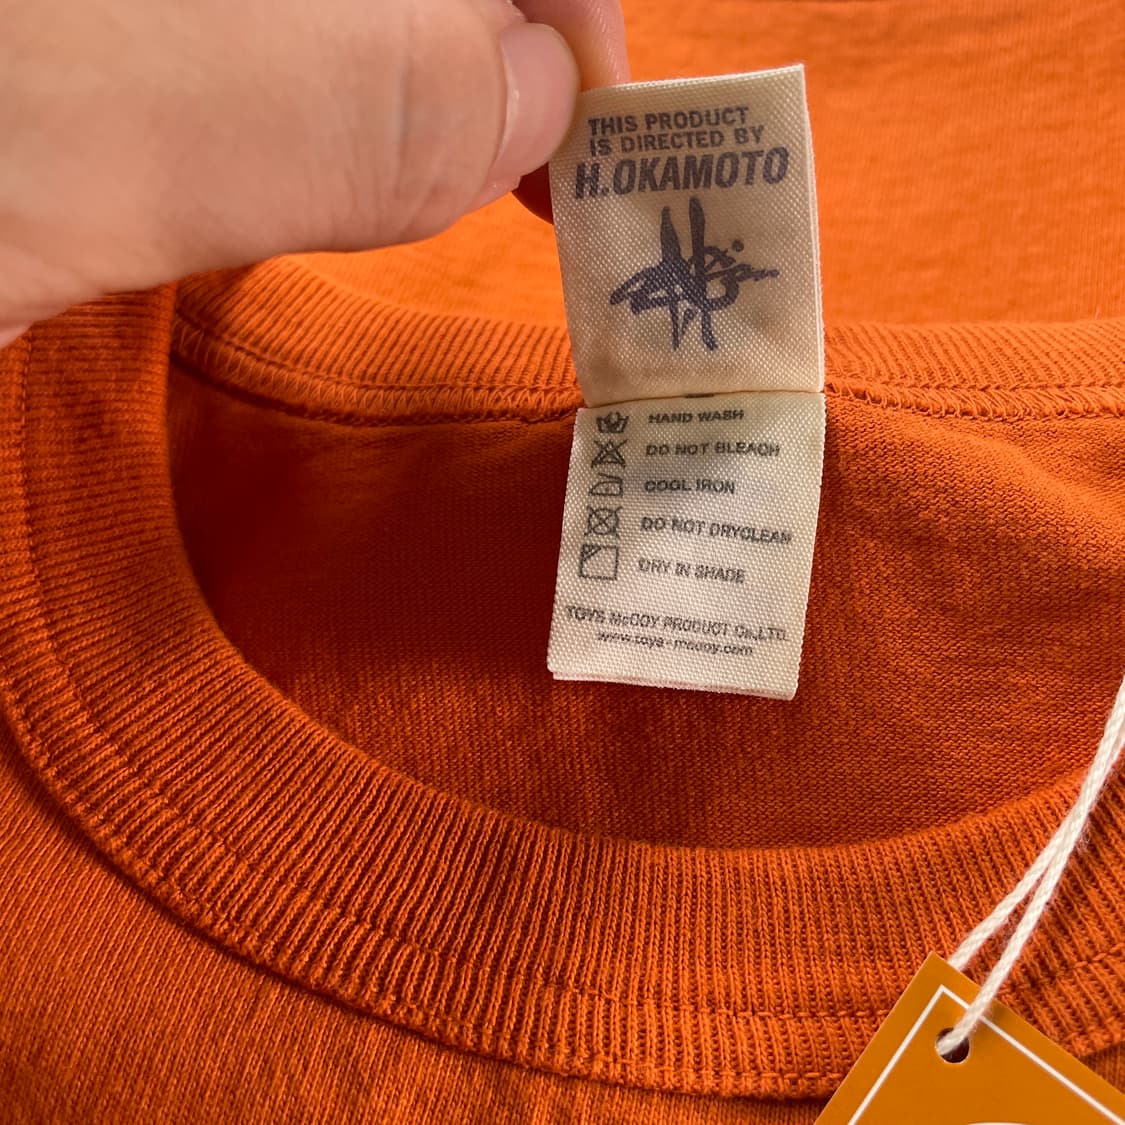 THIS PRODUCT
IS DIRECTED BY
H.OKAMOTO
HAND WASH
DO NOT BLEACH
COOL IRON
DO NOT DRYCLEAN
DRY IN SHADE
TOYS McCOY PRODUCT Co.,LTD.
www.toys-mccoy.com